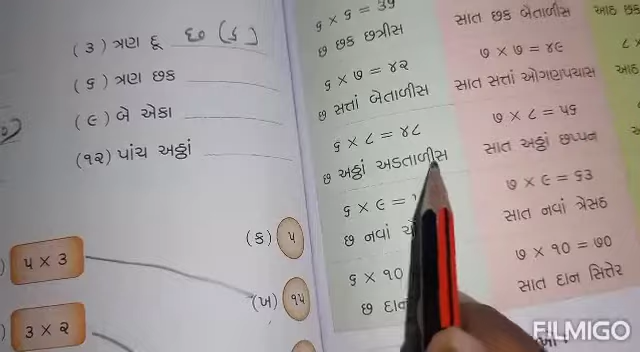 (૩) ત્રણ દૂ છ (૬)
(૬) ત્રણ છક
(૯) બે એકા
(૧૨) પાંચ અઠ્ઠાં
૫ × ૩
૩ × ૨
(ક) ૫
(ખ) ૧૫
૬ × ૬ =
છ છક છત્રીસ
૬ × ૭ = ૪૨
છ સત્તાં બેતાળીસ
૬ × ૮ = ૪૮
છ અઠ્ઠાં અડતાળીસ
૬ × ૯ =
છ નવાં
૬ × ૧૦
છ દાન
સાત છક બેતાળીસ
૭ × ૭ = ૪૯
સાત સત્તાં ઓગણપચાસ
૭ × ૮ = ૫૬
સાત અઠ્ઠાં છપ્પન
૭ × ૯ = ૬૩
સાત નવાં ત્રેસઠ
૭ × ૧૦ = ૭૦
સાત દાન સિત્તેર
આઠ છક
૮ ×
આઠ
FILMIGO